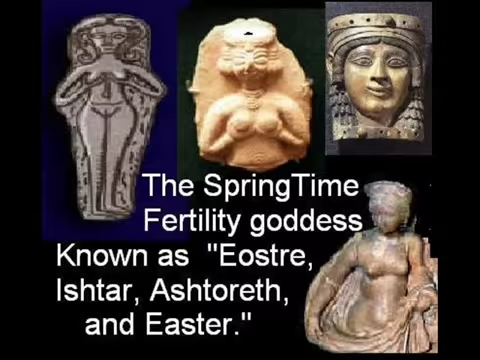 The SpringTime
Fertility goddess
Known as "Eostre,
Ishtar, Ashtoreth,
and Easter."